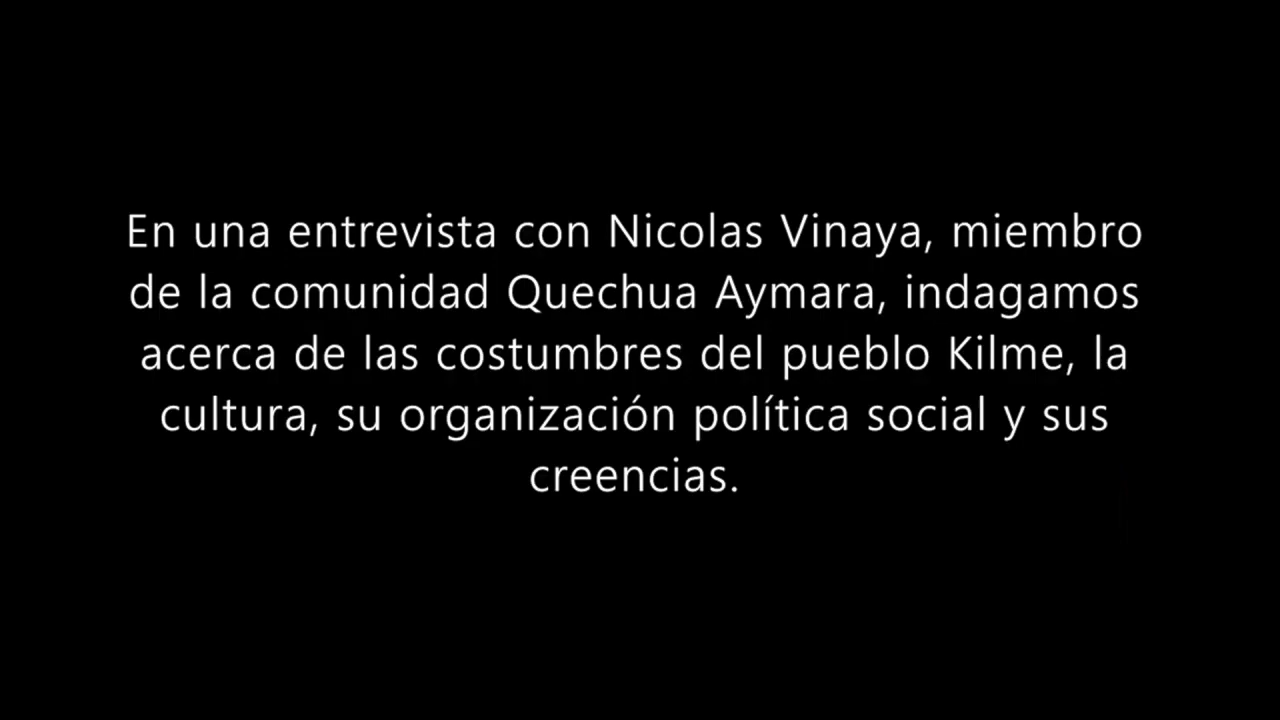 En una entrevista con Nicolas Vinaya, miembro
de la comunidad Quechua Aymara, indagamos
acerca de las costumbres del pueblo Kilme, la
cultura, su organización política social y sus
creencias.